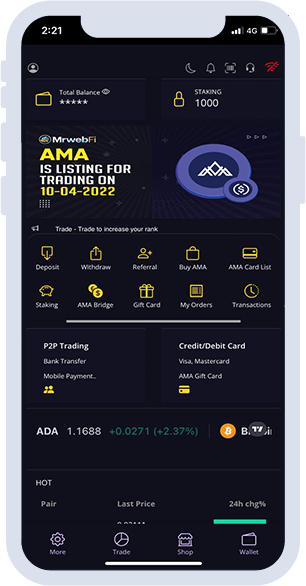 2:21
4G
Total Balance
*****
STAKING
1000
MrwebFi
AMA
IS LISTING FOR
TRADING ON
10-04-2022
Trade - Trade to increase your rank
Deposit Withdraw Referral Buy AMA AMA Card List
Staking AMA Bridge Gift Card My Orders Transactions
P2P Trading
Bank Transfer
Mobile Payment..
Credit/Debit Card
Visa, Mastercard
AMA Gift Card
ADA 1.1688 +0.0271 (+2.37%)
HOT
Pair Last Price 24h chg%
More Trade Shop Wallet